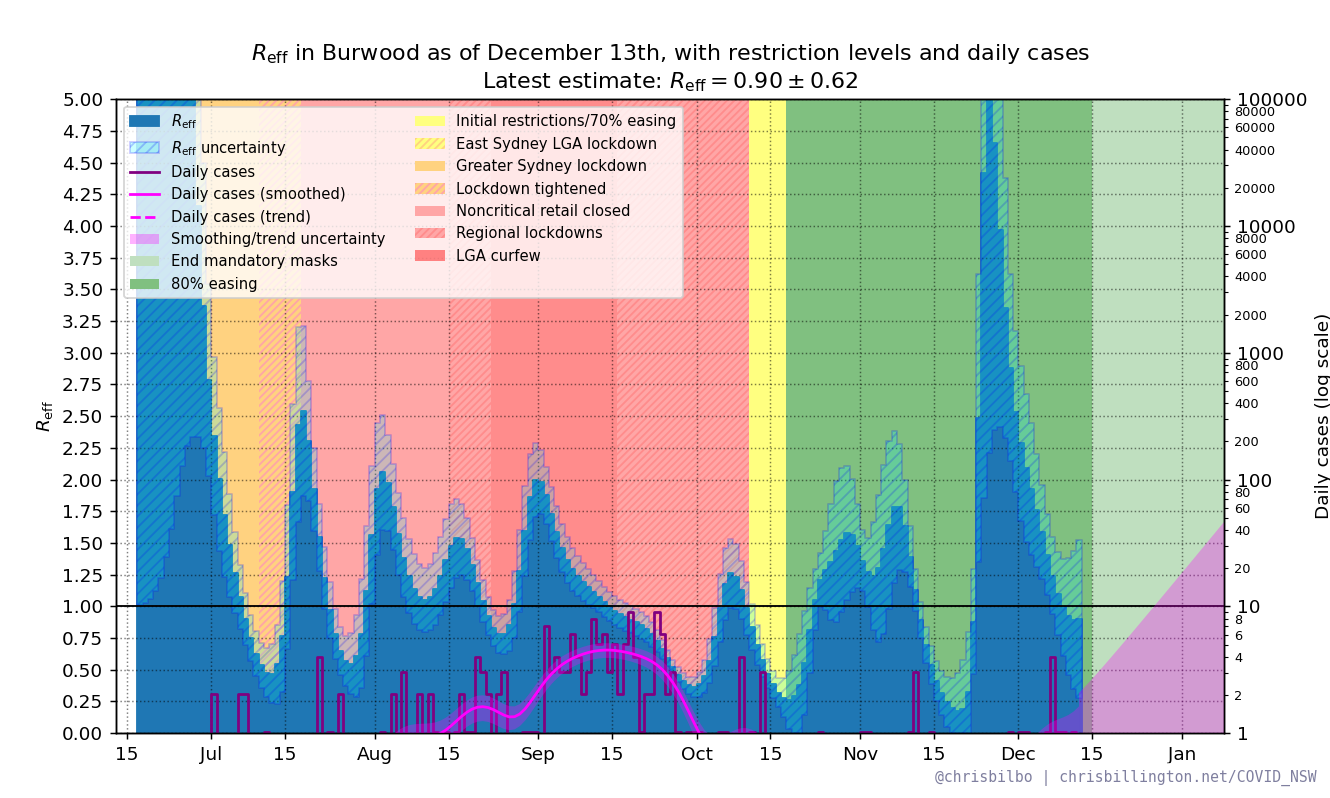 R_eff in Burwood as of December 13th, with restriction levels and daily cases
Latest estimate: R_eff = 0.90 ± 0.62
R_eff
R_eff uncertainty
Daily cases
Daily cases (smoothed)
Daily cases (trend)
Smoothing/trend uncertainty
End mandatory masks
80% easing
Initial restrictions/70% easing
East Sydney LGA lockdown
Greater Sydney lockdown
Lockdown tightened
Noncritical retail closed
Regional lockdowns
LGA curfew
R_eff
5.00
4.75
4.50
4.25
4.00
3.75
3.50
3.25
3.00
2.75
2.50
2.25
2.00
1.75
1.50
1.25
1.00
0.75
0.50
0.25
0.00
15 Jul 15 Aug 15 Sep 15 Oct 15 Nov 15 Dec 15 Jan
100000
80000
60000
40000
20000
10000
8000
6000
4000
2000
1000
800
600
400
200
100
80
60
40
20
10
8
6
4
2
1
Daily cases (log scale)
@chrisbilbo | chrisbillington.net/COVID_NSW